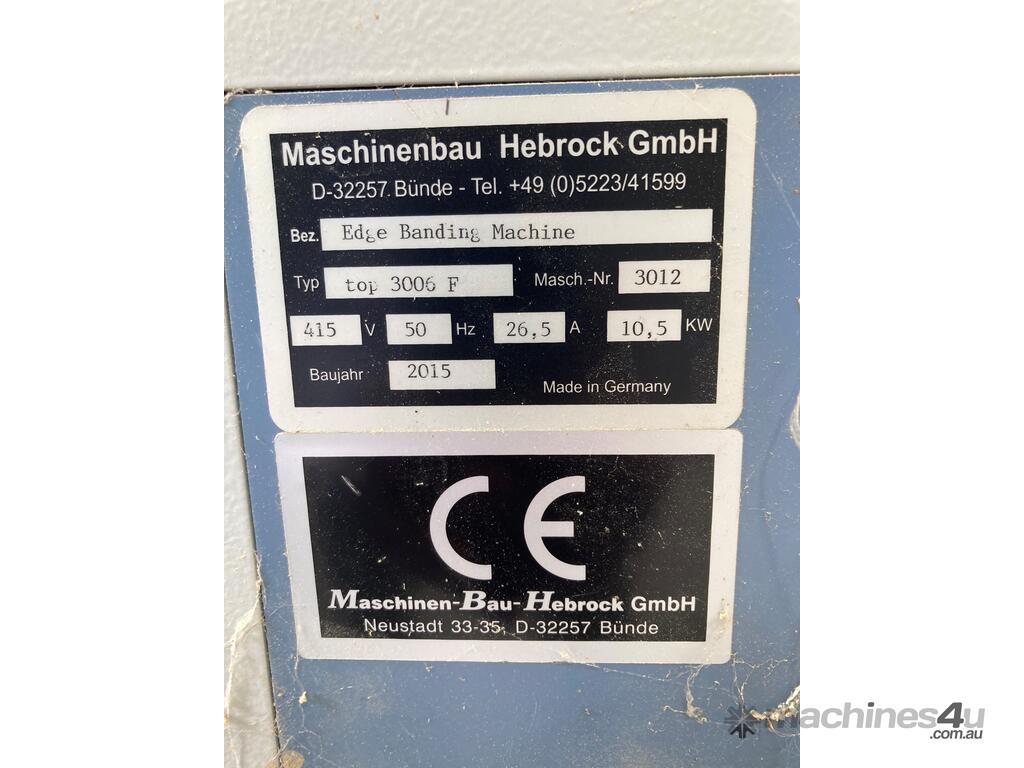 Maschinenbau Hebrock GmbH
D-32257 Bünde - Tel. +49 (0)5223/41599
Bez. Edge Banding Machine
Typ top 3006 F Masch.-Nr. 3012
415 V 50 Hz 26,5 A 10,5 KW
Baujahr 2015 Made in Germany
CE
Maschinen-Bau-Hebrock GmbH
Neustadt 33-35, D-32257 Bünde
machines4u
.com.au